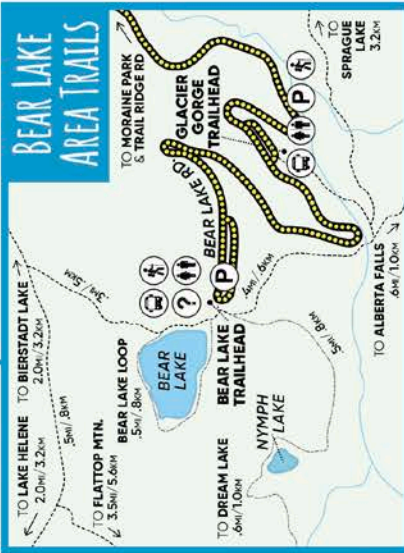 BEAR LAKE
AREA TRAILS
TO LAKE HELENE
2.0MI/3.2KM
TO BIERSTADT LAKE
2.0MI/3.2KM
.5MI/.8KM
.3MI/.5KM
TO FLATTOP MTN.
3.5MI/5.6KM
BEAR LAKE LOOP
.5MI/.8KM
BEAR
LAKE
?
P
BEAR LAKE RD.
TO MORAINE PARK
& TRAIL RIDGE RD
GLACIER
GORGE
TRAILHEAD
P
TO
SPRAGUE
LAKE
3.2KM
BEAR LAKE
TRAILHEAD
.4MI/.6KM
TO DREAM LAKE
.6MI/1.0KM
NYMPH
LAKE
.5MI/.8KM
TO ALBERTA FALLS
.6MI/1.0KM